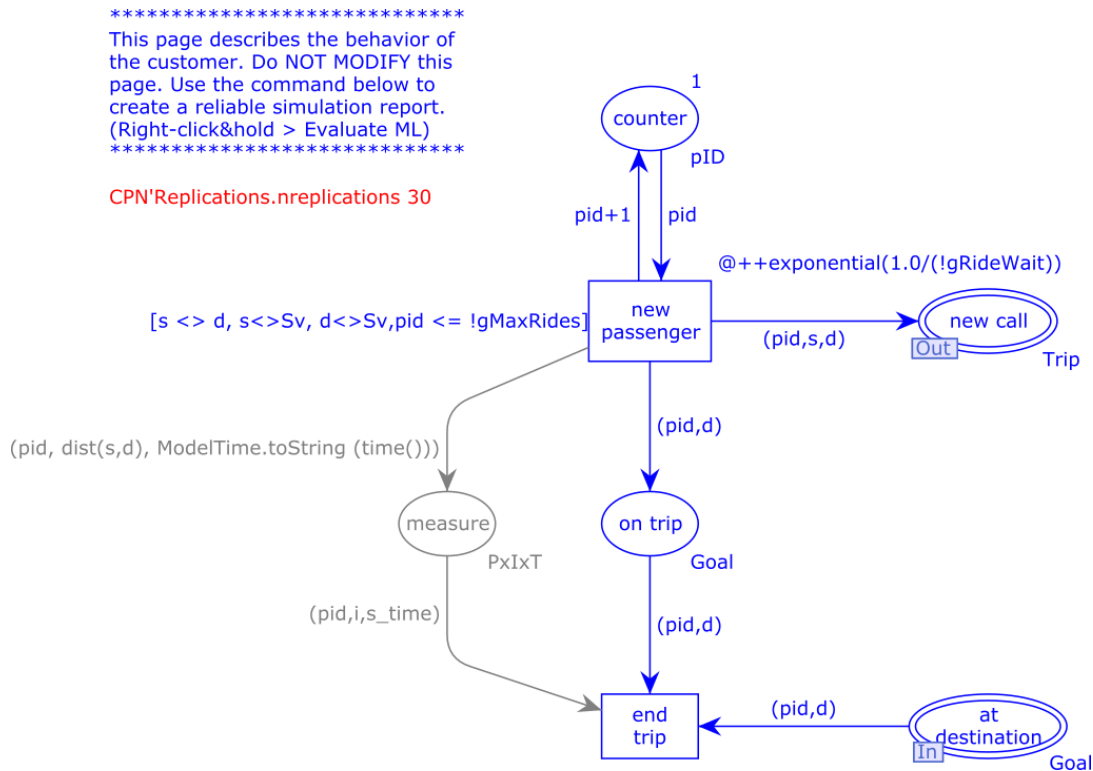 *****************************
This page describes the behavior of
the customer. Do NOT MODIFY this
page. Use the command below to
create a reliable simulation report.
(Right-click&hold > Evaluate ML)
*****************************
CPN'Replications.nreplications 30
1
counter
pID
pid+1
pid
@++exponential(1.0/(!gRideWait))
[s <> d, s<>Sv, d<>Sv,pid <= !gMaxRides]
new
passenger
(pid,s,d)
new call
Out
Trip
(pid,d)
(pid, dist(s,d), ModelTime.toString (time()))
measure
PxIxT
on trip
Goal
(pid,i,s_time)
(pid,d)
end
trip
(pid,d)
at
destination
In
Goal